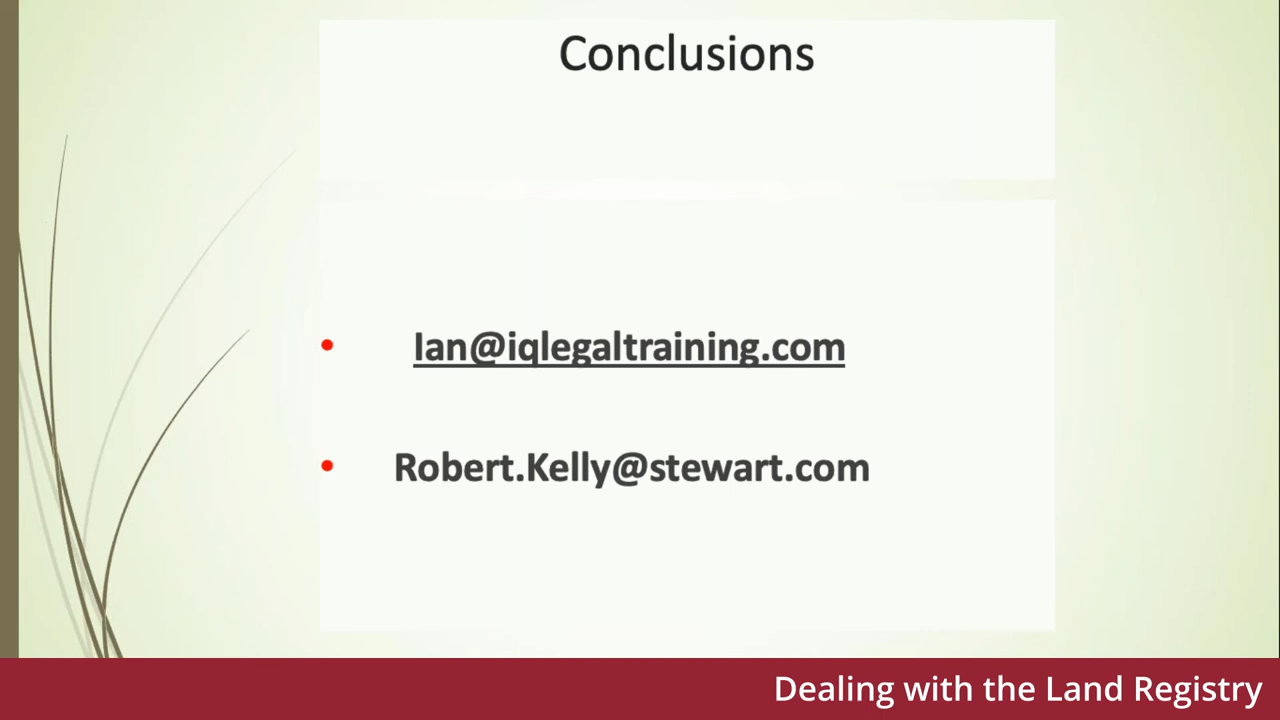 Conclusions
• Ian@iqlegaltraining.com
• Robert.Kelly@stewart.com
Dealing with the Land Registry